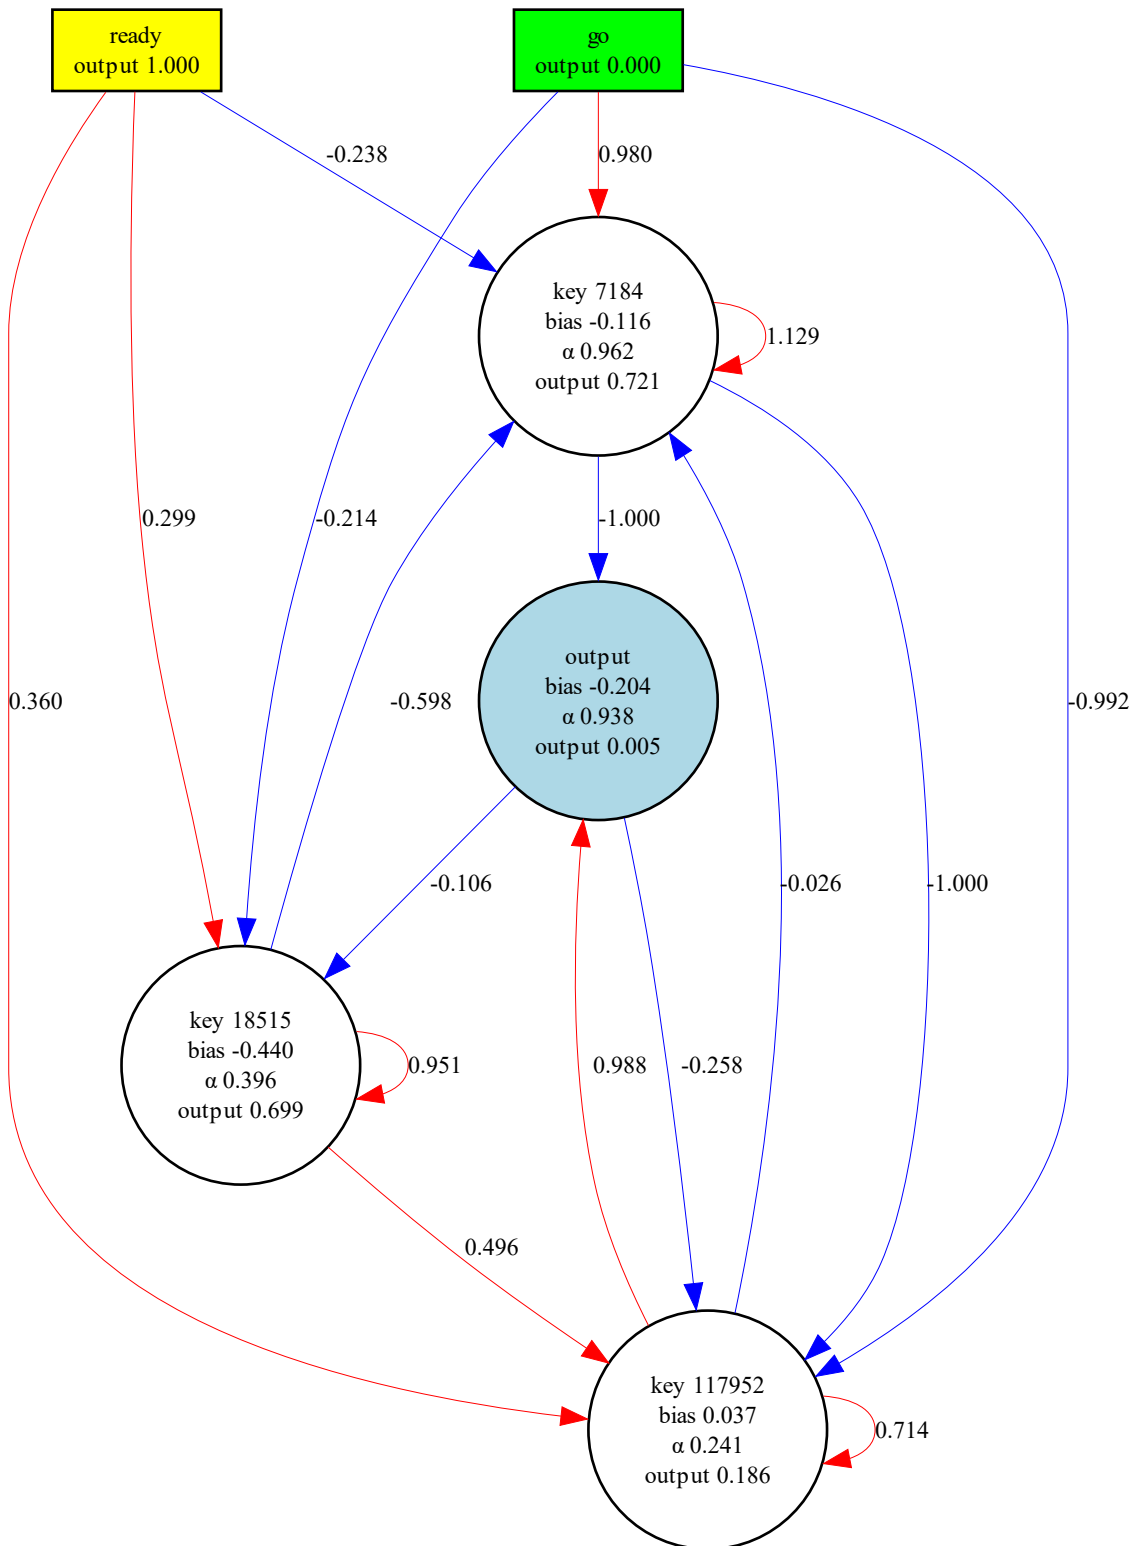 ready
output 1.000
go
output 0.000
-0.238
0.980
key 7184
bias -0.116
α 0.962
output 0.721
1.129
0.299
-0.214
-1.000
output
bias -0.204
α 0.938
output 0.005
0.360
-0.598
-0.992
-0.106
-0.026
-1.000
key 18515
bias -0.440
α 0.396
output 0.699
0.951
0.988
-0.258
0.496
key 117952
bias 0.037
α 0.241
output 0.186
0.714